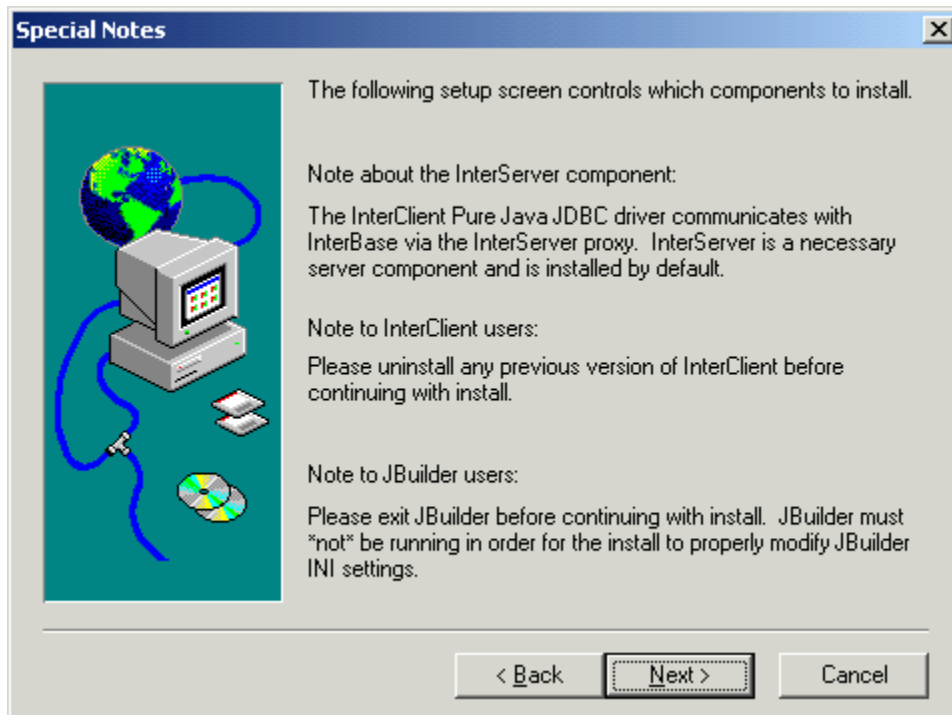 Special Notes
The following setup screen controls which components to install.
Note about the InterServer component:
The InterClient Pure Java JDBC driver communicates with
InterBase via the InterServer proxy.  InterServer is a necessary
server component and is installed by default.
Note to InterClient users:
Please uninstall any previous version of InterClient before
continuing with install.
Note to JBuilder users:
Please exit JBuilder before continuing with install.  JBuilder must
*not* be running in order for the install to properly modify JBuilder
INI settings.
< Back
Next >
Cancel